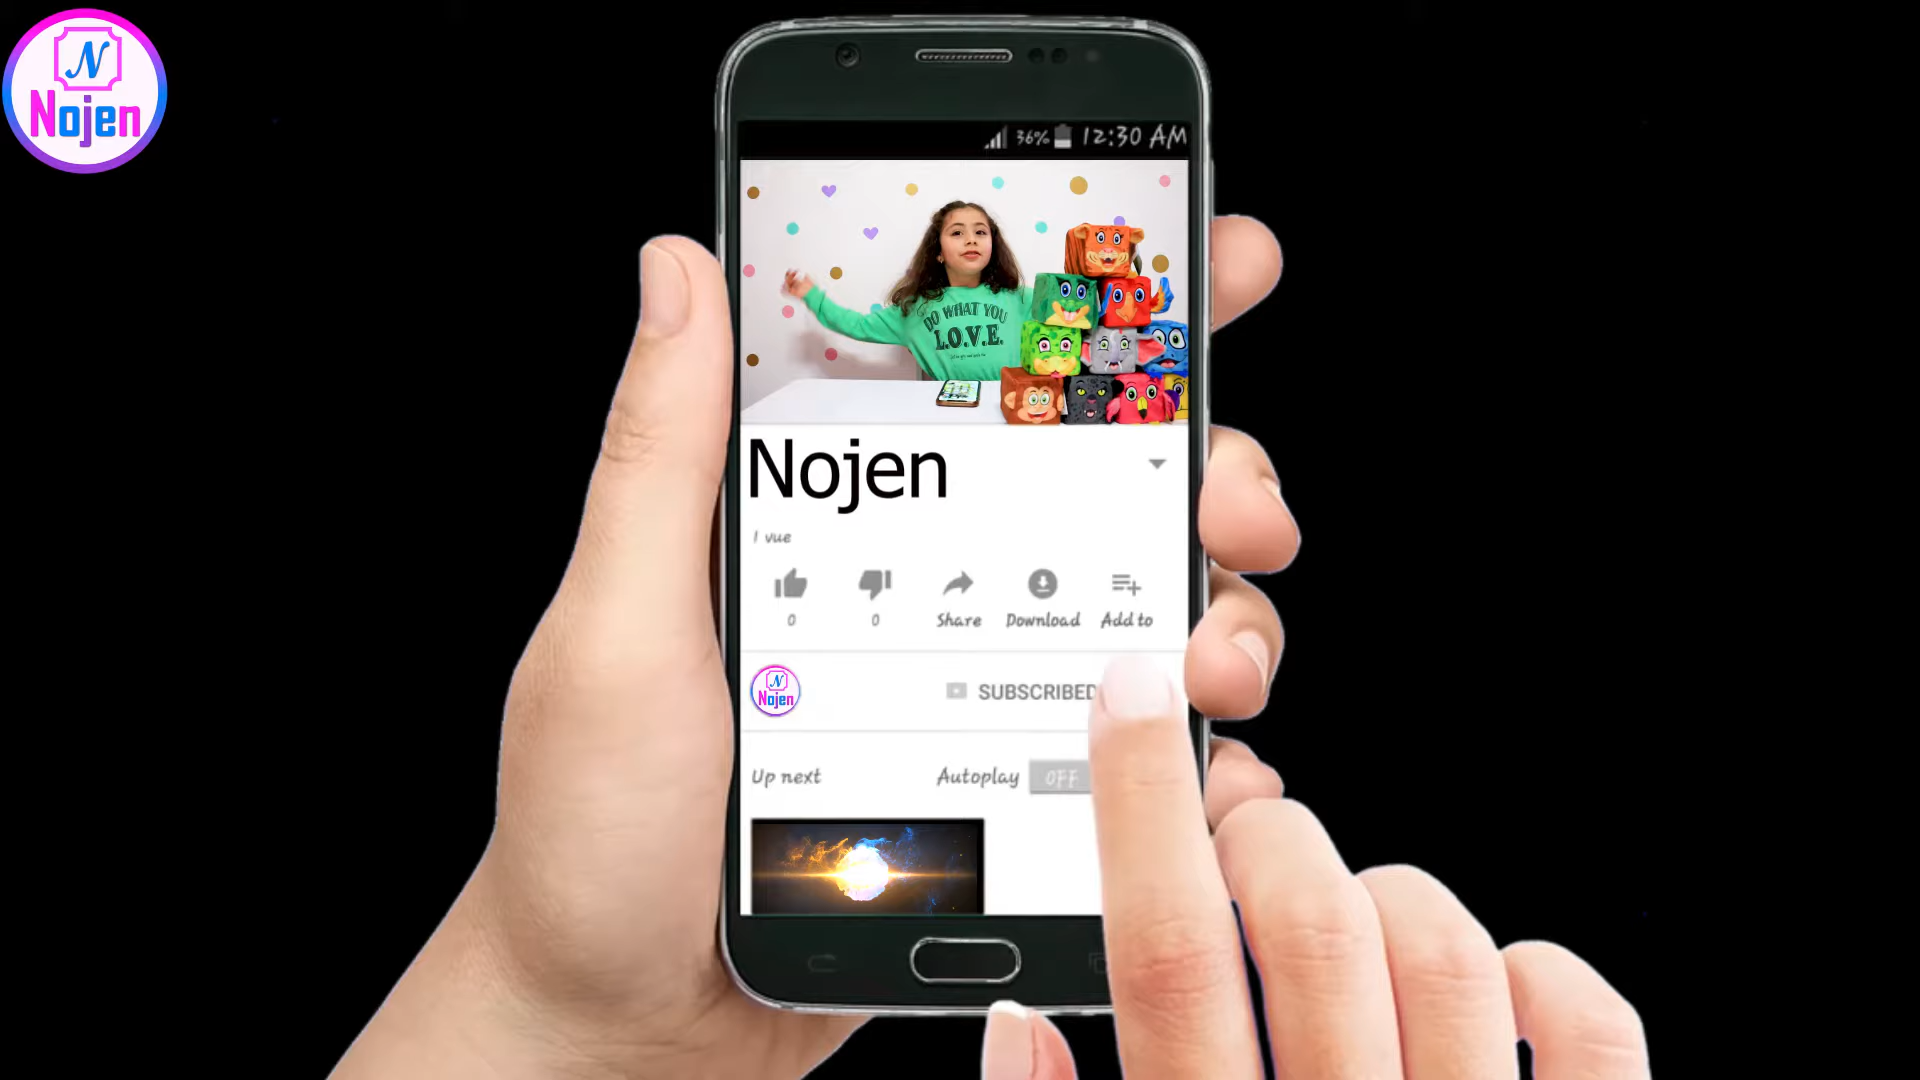 N
Nojen
36% 12:30 AM
DO WHAT YOU
L.O.V.E.
Nojen
1 vue
0 0 Share Download Add to
N
Nojen
SUBSCRIBED
Up next Autoplay OFF